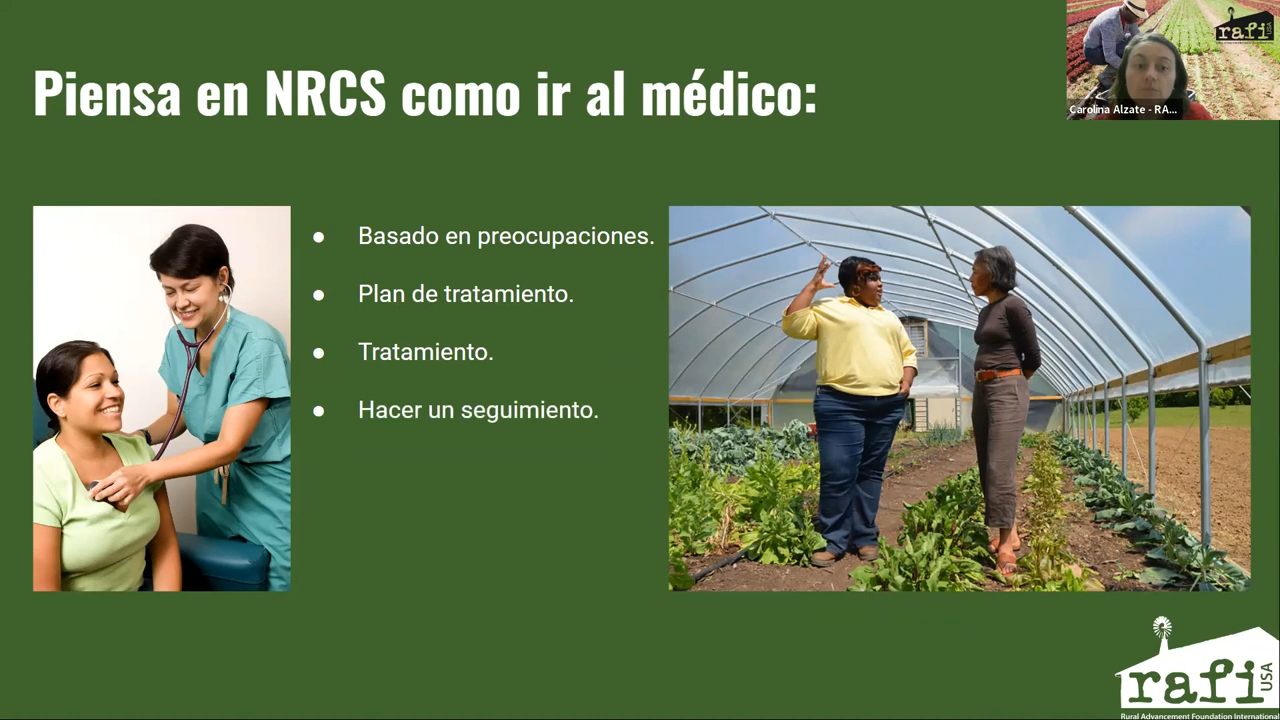 Piensa en NRCS como ir al médico:
rafi
USA
Carolina Alzate - RA...
● Basado en preocupaciones.
● Plan de tratamiento.
● Tratamiento.
● Hacer un seguimiento.
rafi
USA
Rural Advancement Foundation International